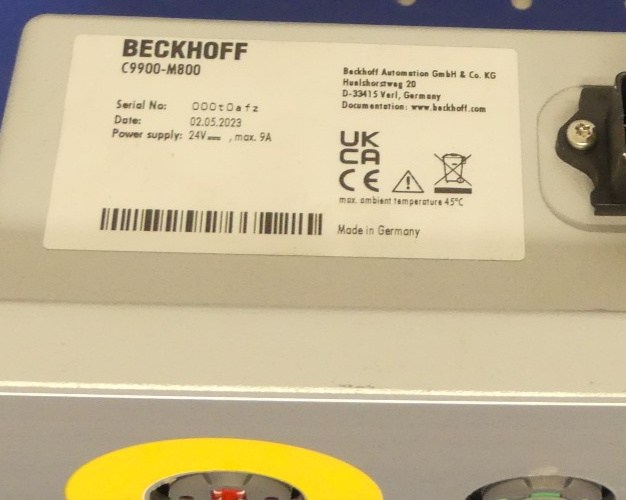 BECKHOFF
C9900-M800
Serial No: 000t0afz
Date: 02.05.2023
Power supply: 24V⎓ , max. 9A
Beckhoff Automation GmbH & Co. KG
Huelshorstweg 20
D-33415 Verl, Germany
Documentation: www.beckhoff.com
UK
CA
CE
max. ambient temperature 45°C
Made in Germany